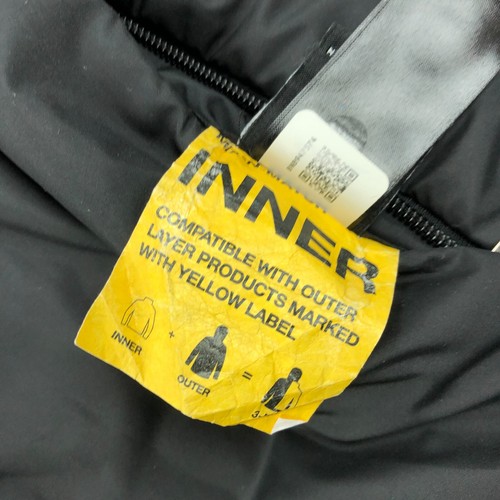 INNER
COMPATIBLE WITH OUTER
LAYER PRODUCTS MARKED
WITH YELLOW LABEL
INNER
+
OUTER
=